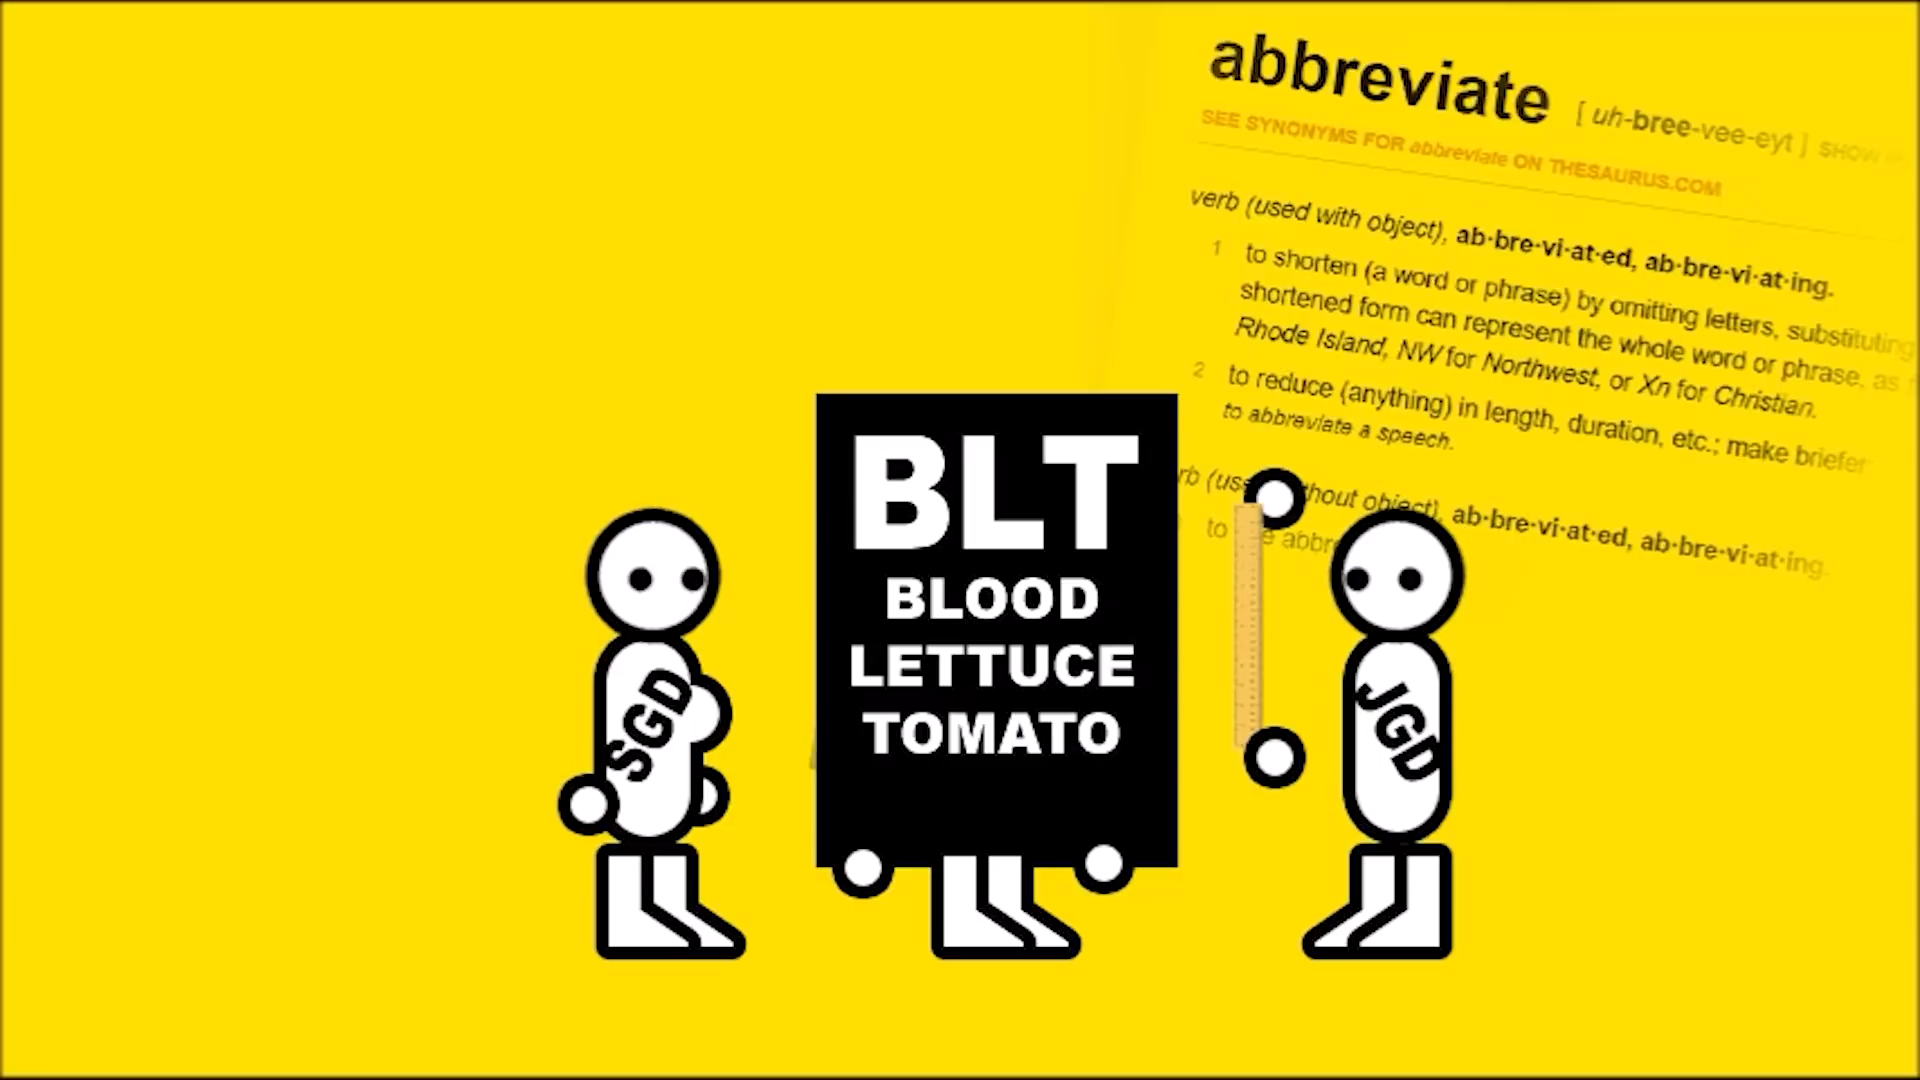 abbreviate [ uh-bree-vee-eyt ] SHOW
SEE SYNONYMS FOR abbreviate ON THESAURUS.COM
verb (used with object), ab·bre·vi·at·ed, ab·bre·vi·at·ing.
1 to shorten (a word or phrase) by omitting letters, substituting
shortened form can represent the whole word or phrase, as
Rhode Island, NW for Northwest, or Xn for Christian.
2 to reduce (anything) in length, duration, etc.; make briefer
to abbreviate a speech.
object), ab·bre·vi·at·ed, ab·bre·vi·at·ing.
to
BLT
BLOOD
LETTUCE
TOMATO
SGD
JGD